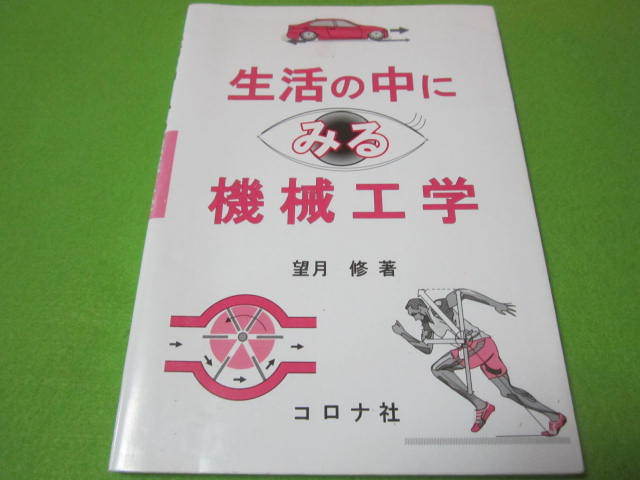 生活の中に
みる
機械工学
望月 修 著
コロナ社